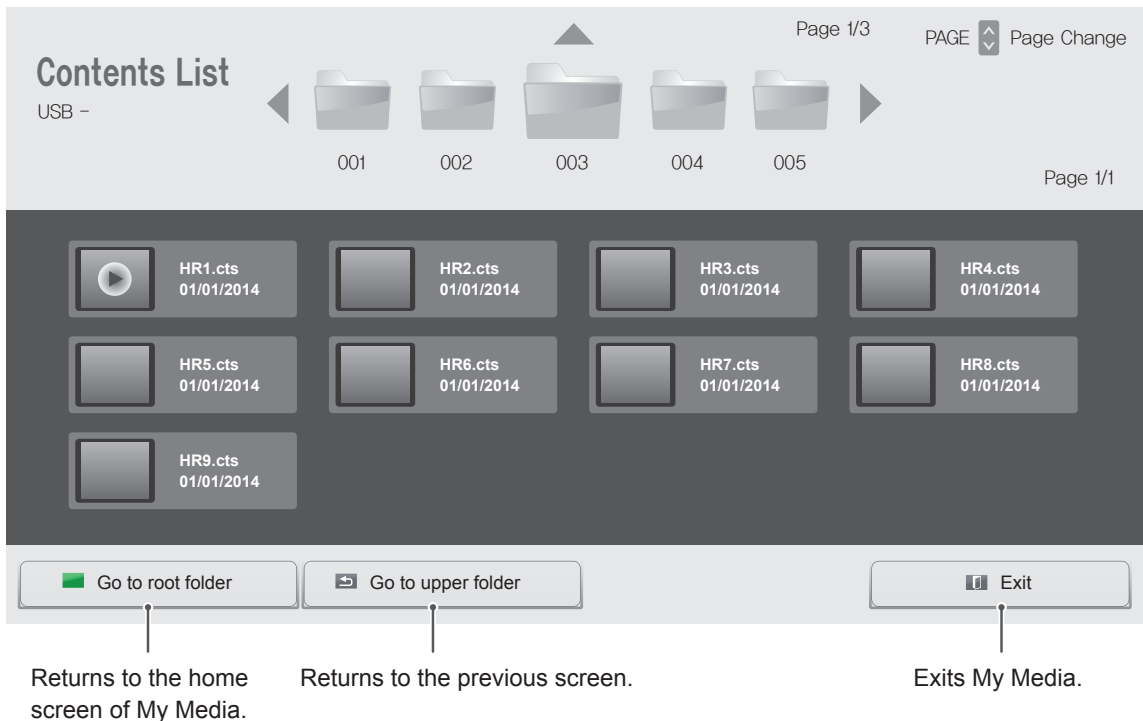 Page 1/3
PAGE Page Change
Contents List
USB -
001 002 003 004 005
Page 1/1
HR1.cts HR2.cts HR3.cts HR4.cts
01/01/2014 01/01/2014 01/01/2014 01/01/2014
HR5.cts HR6.cts HR7.cts HR8.cts
01/01/2014 01/01/2014 01/01/2014 01/01/2014
HR9.cts
01/01/2014
Go to root folder Go to upper folder Exit
Returns to the home
screen of My Media.
Returns to the previous screen.
Exits My Media.